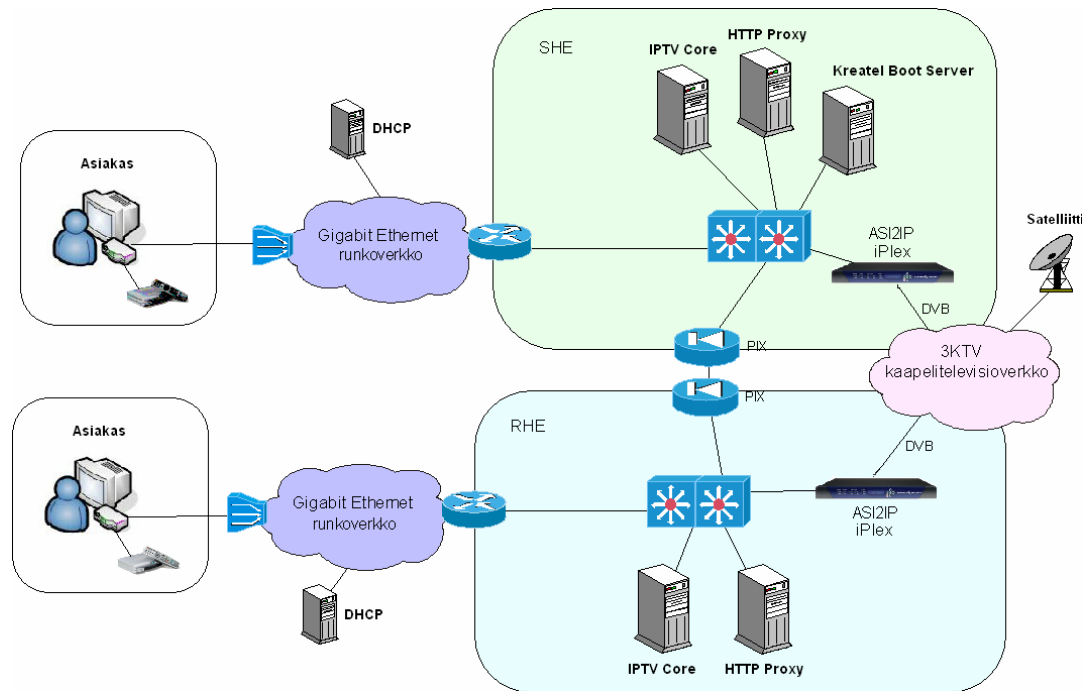 SHE
IPTV Core
HTTP Proxy
Kreatel Boot Server
DHCP
Asiakas
Gigabit Ethernet
runkoverkko
ASI2IP
iPlex
Satelliitti
DVB
PIX
3KTV
kaapelitelevisioverkko
PIX
RHE
DVB
Asiakas
Gigabit Ethernet
runkoverkko
ASI2IP
iPlex
DHCP
IPTV Core
HTTP Proxy